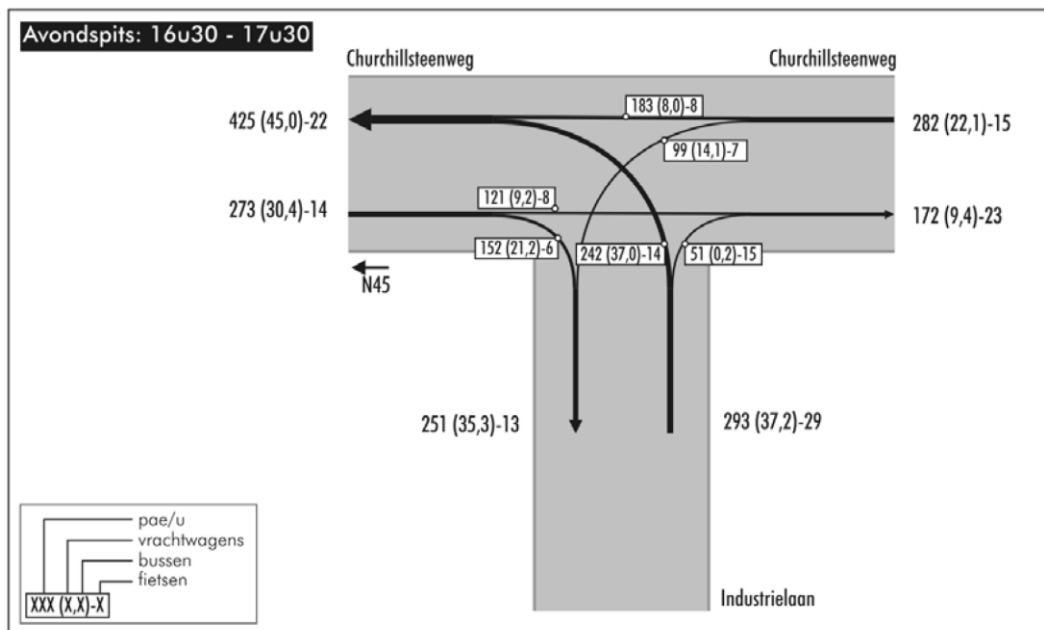 Avondspits: 16u30 - 17u30
Churchillsteenweg
Churchillsteenweg
183 (8,0)-8
425 (45,0)-22
282 (22,1)-15
99 (14,1)-7
121 (9,2)-8
273 (30,4)-14
172 (9,4)-23
152 (21,2)-6
242 (37,0)-14
51 (0,2)-15
N45
251 (35,3)-13
293 (37,2)-29
pae/u
vrachtwagens
bussen
fietsen
XXX (X,X)-X
Industrielaan